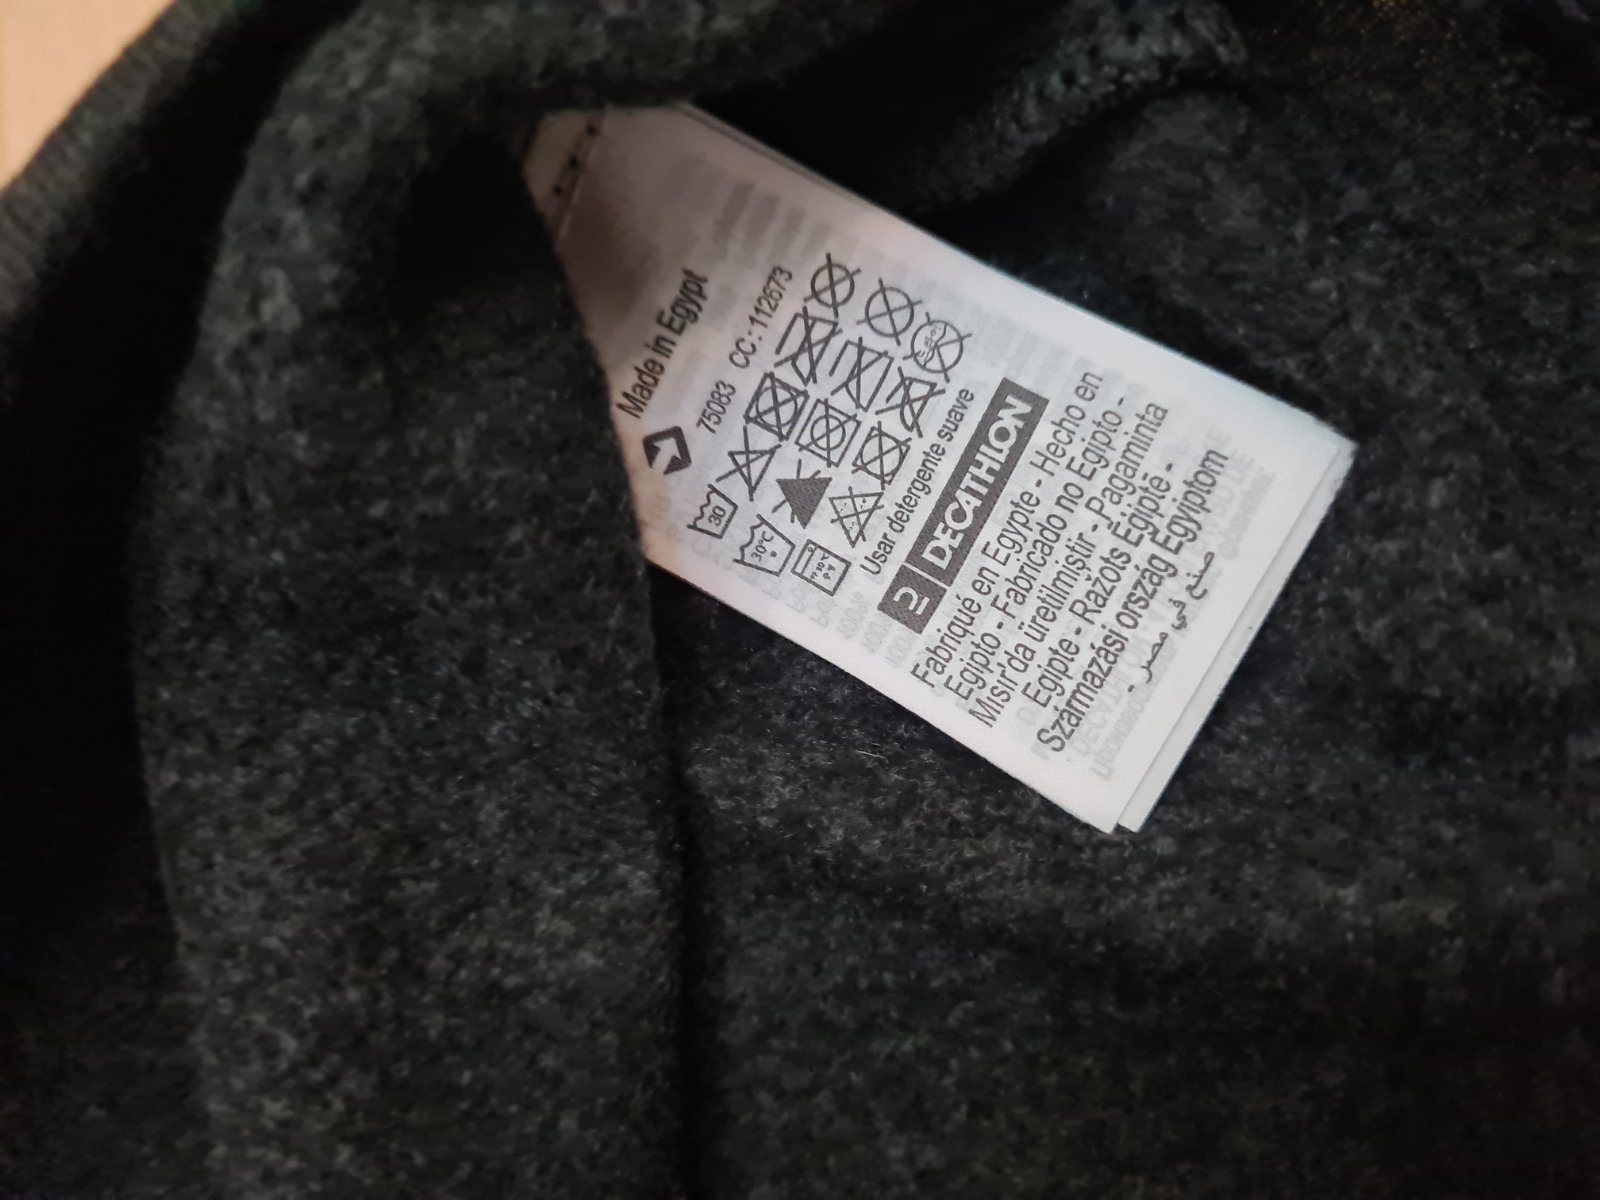 Made in Egypt
75083 CC: 112673
30
30°C
Usar detergente suave
DECATHLON
Fabriqué en Egypte - Hecho en
Egipto - Fabricado no Egipto -
Mısır'da üretilmiştir - Pagaminta
Egipte - Ražots Ēģiptē -
Származási ország Egyiptom
- صنع في مصر